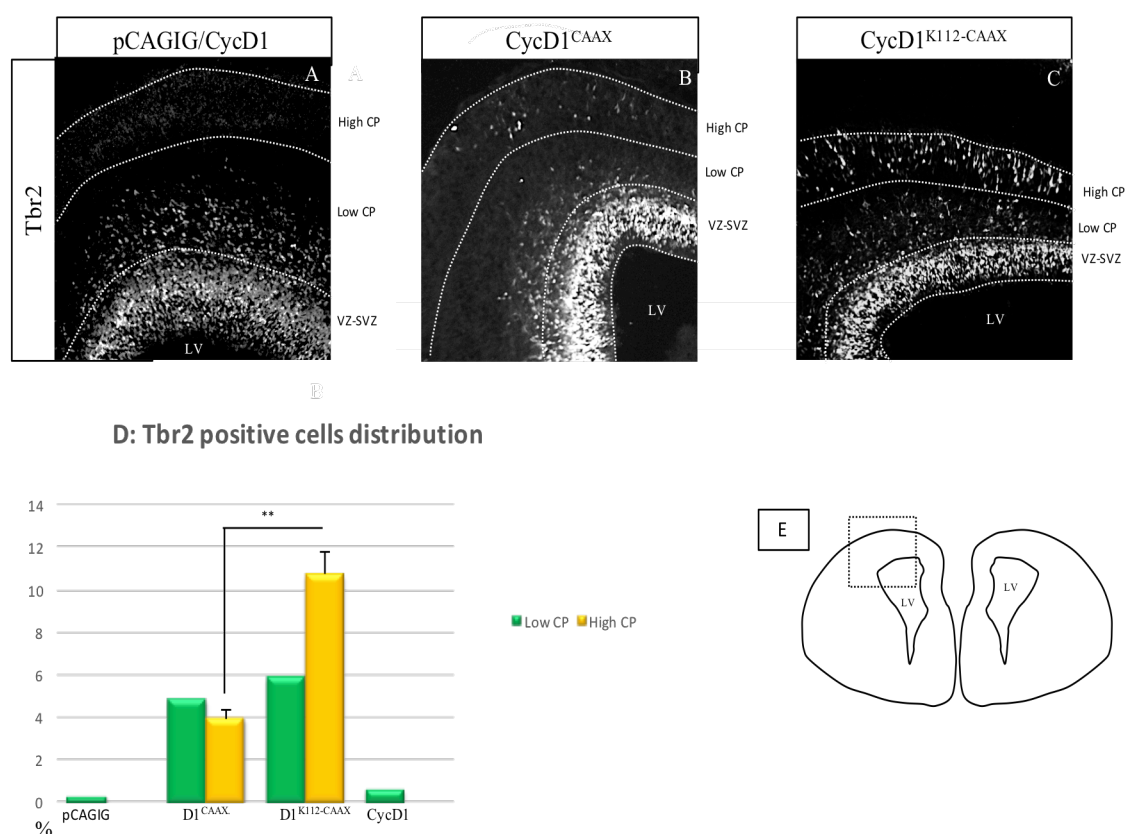 pCAGIG/CycD1
CycD1CAAX
CycD1K112-CAAX
Tbr2
A
A
B
C
High CP
Low CP
VZ-SVZ
LV
High CP
Low CP
VZ-SVZ
LV
High CP
Low CP
VZ-SVZ
LV
B
D: Tbr2 positive cells distribution
14
12
10
8
6
4
2
0
%
**
pCAGIG
D1CAAX
D1K112-CAAX
CycD1
Low CP
High CP
E
LV
LV